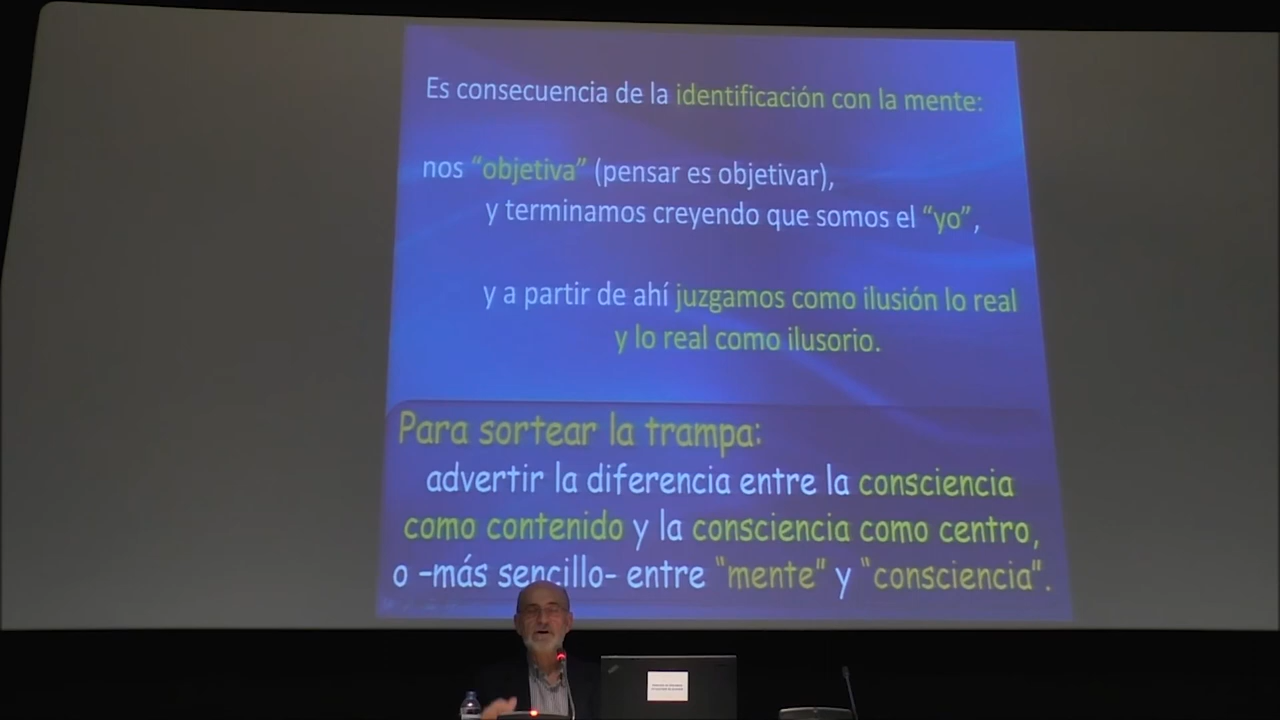 Es consecuencia de la identificación con la mente:
nos “objetiva” (pensar es objetivar),
y terminamos creyendo que somos el “yo”,
y a partir de ahí juzgamos como ilusión lo real
y lo real como ilusorio.
Para sortear la trampa:
advertir la diferencia entre la consciencia
como contenido y la consciencia como centro,
o –más sencillo- entre “mente” y “consciencia”.